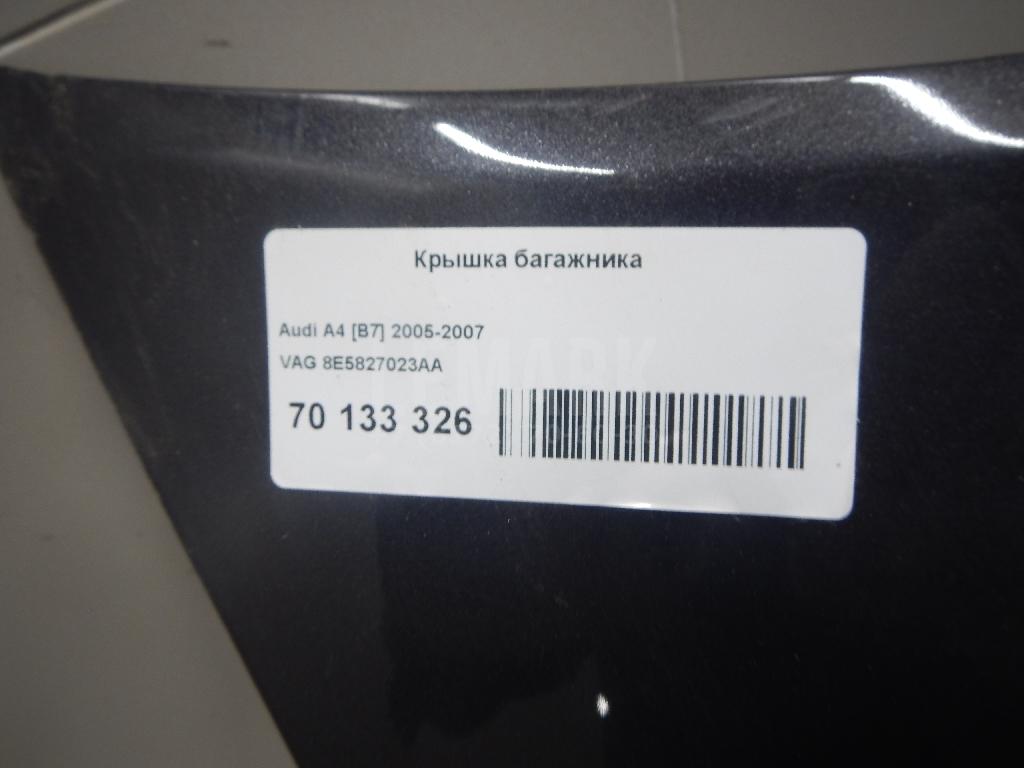 Крышка багажника
Audi A4 [B7] 2005-2007
VAG 8E5827023AA
70 133 326